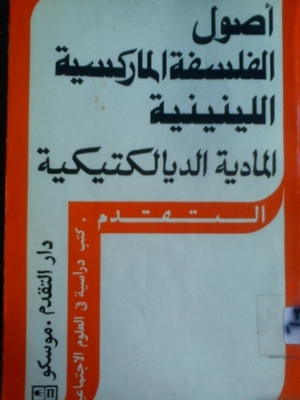 أصول
الفلسفة الماركسية
اللينينية
المادية الديالكتيكية
التقدم
كتب دراسية في العلوم الاجتماعية
دار التقدم . موسكو